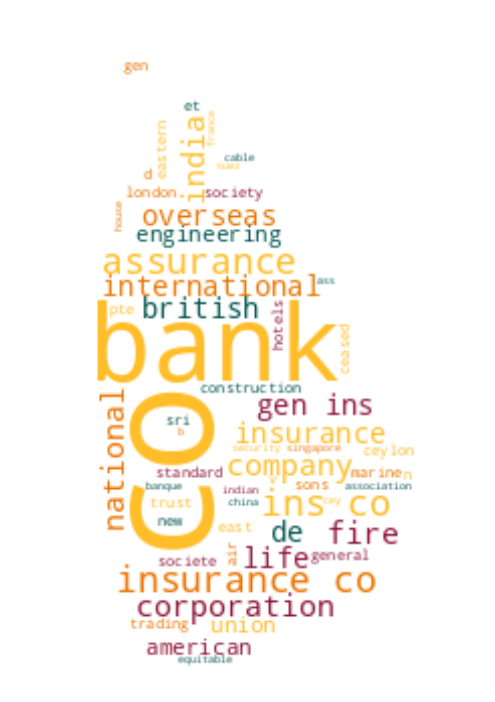 gen
et
eastern
india
france
cable
suez
d
london
society
house
overseas
engineering
assurance
international
ass
pte
british
hotels
bank
ceased
construction
national
co
gen ins
sri
b
insurance
security
singapore
ceylon
standard
company
marine
n
banque
indian
v
sons
association
trust
china
ins co
cey
new
east
de
fire
air
life
general
societe
insurance co
corporation
trading
union
american
equitable